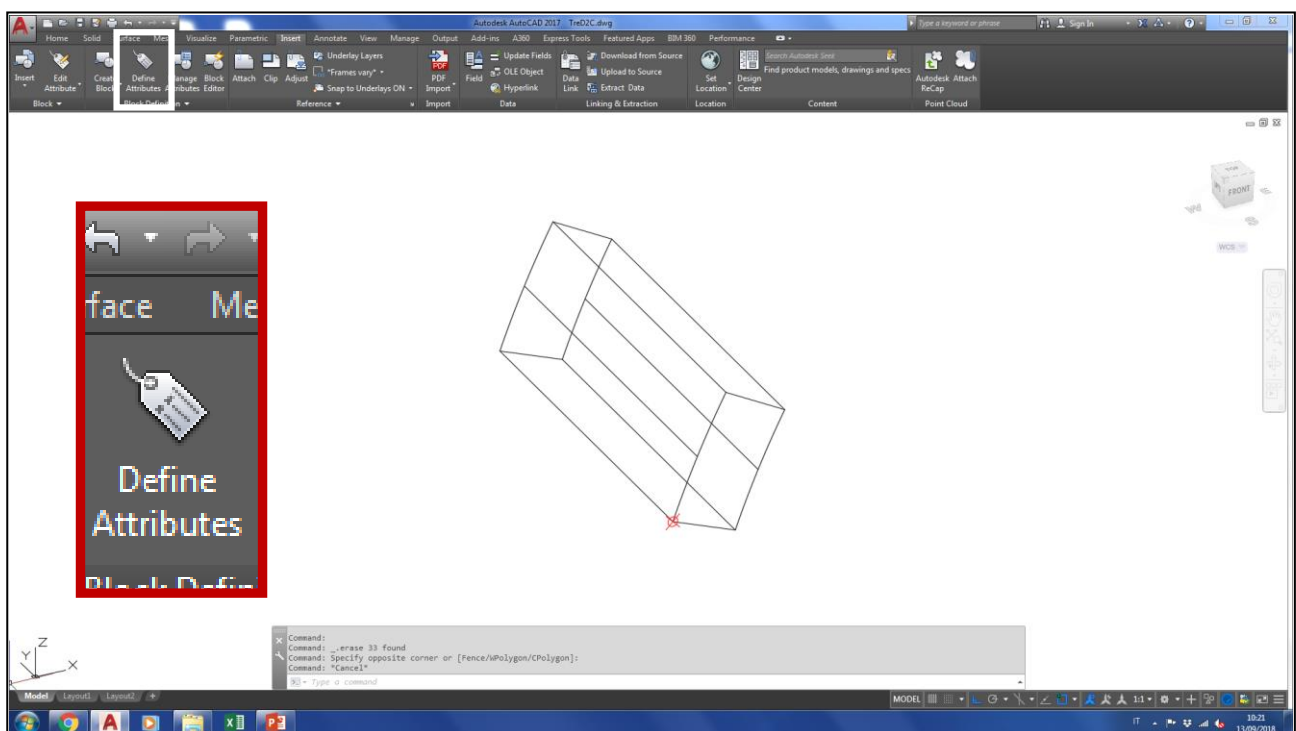 Autodesk AutoCAD 2017 TreD2C.dwg
Type a keyword or phrase
Sign In
Home Solid Surface Mes Visualize Parametric Insert Annotate View Manage Output Add-ins A360 Express Tools Featured Apps BIM 360 Performance
Insert
Edit
Attribute
Block
Define
Attributes
Block
Editor
Attach Clip Adjust
Underlay Layers
*Frames vary*
Snap to Underlays ON
PDF
Import
Field
Update Fields
OLE Object
Hyperlink
Data
Link
Download from Source
Upload to Source
Extract Data
Set
Location
Design
Center
Search Autodesk Seek
Find product models, drawings and specs
Autodesk
ReCap
Attach
Block
Reference
Import
Data
Linking & Extraction
Location
Content
Point Cloud
FRONT
WCS
face Me
Define
Attributes
Z
Y
X
Command:
Command: _.erase 33 found
Command: Specify opposite corner or [Fence/WPolygon/CPolygon]:
Command: *Cancel*
Type a command
Model Layout1 Layout2 +
MODEL
1:1
IT
10:21
13/09/2018